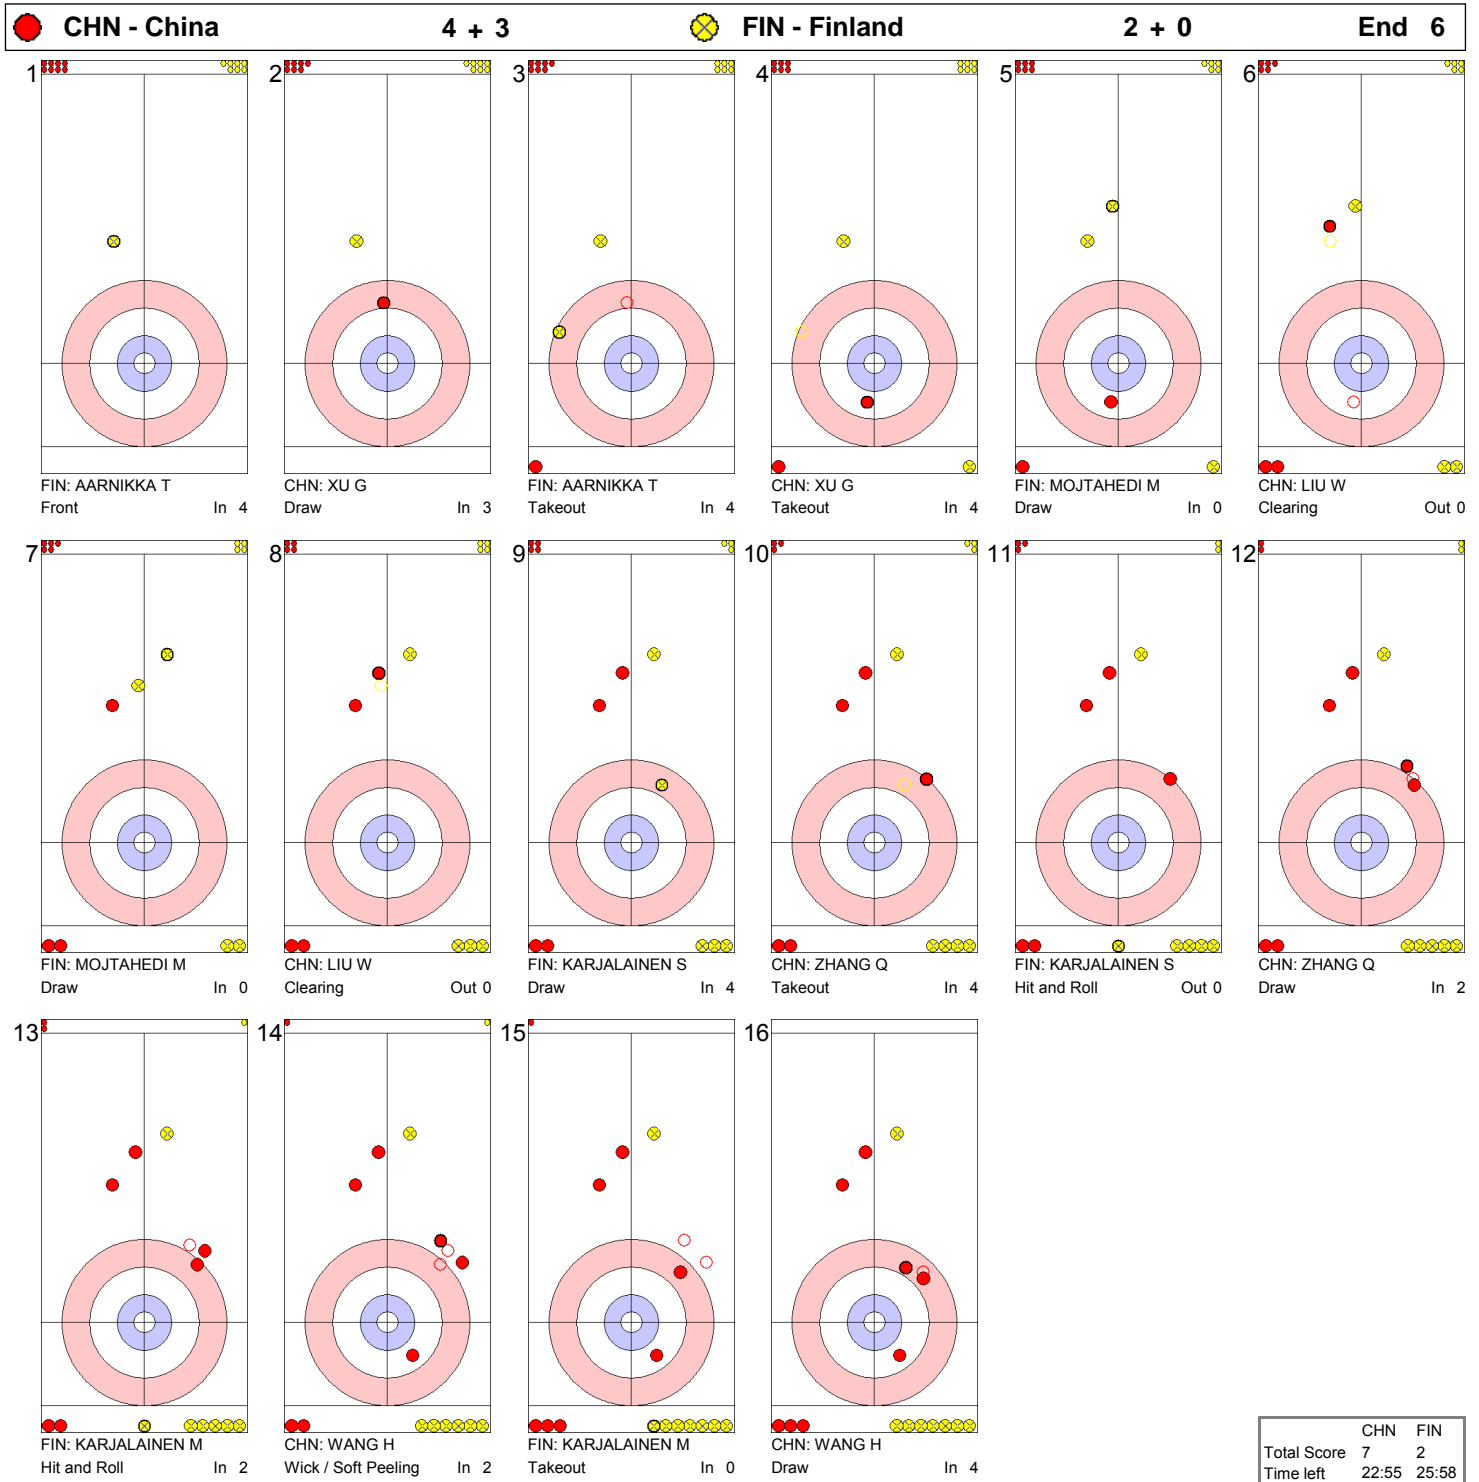 CHN - China 4 + 3 FIN - Finland 2 + 0 End 6
1 2 3 4 5 6
FIN: AARNIKKA T CHN: XU G FIN: AARNIKKA T CHN: XU G FIN: MOJTAHEDI M CHN: LIU W
Front In 4 Draw In 3 Takeout In 4 Takeout In 4 Draw In 0 Clearing Out 0
7 8 9 10 11 12
FIN: MOJTAHEDI M CHN: LIU W FIN: KARJALAINEN S CHN: ZHANG Q FIN: KARJALAINEN S CHN: ZHANG Q
Draw In 0 Clearing Out 0 Draw In 4 Takeout In 4 Hit and Roll Out 0 Draw In 2
13 14 15 16
FIN: KARJALAINEN M CHN: WANG H FIN: KARJALAINEN M CHN: WANG H
Hit and Roll In 2 Wick / Soft Peeling In 2 Takeout In 0 Draw In 4
CHN FIN
Total Score 7 2
Time left 22:55 25:58